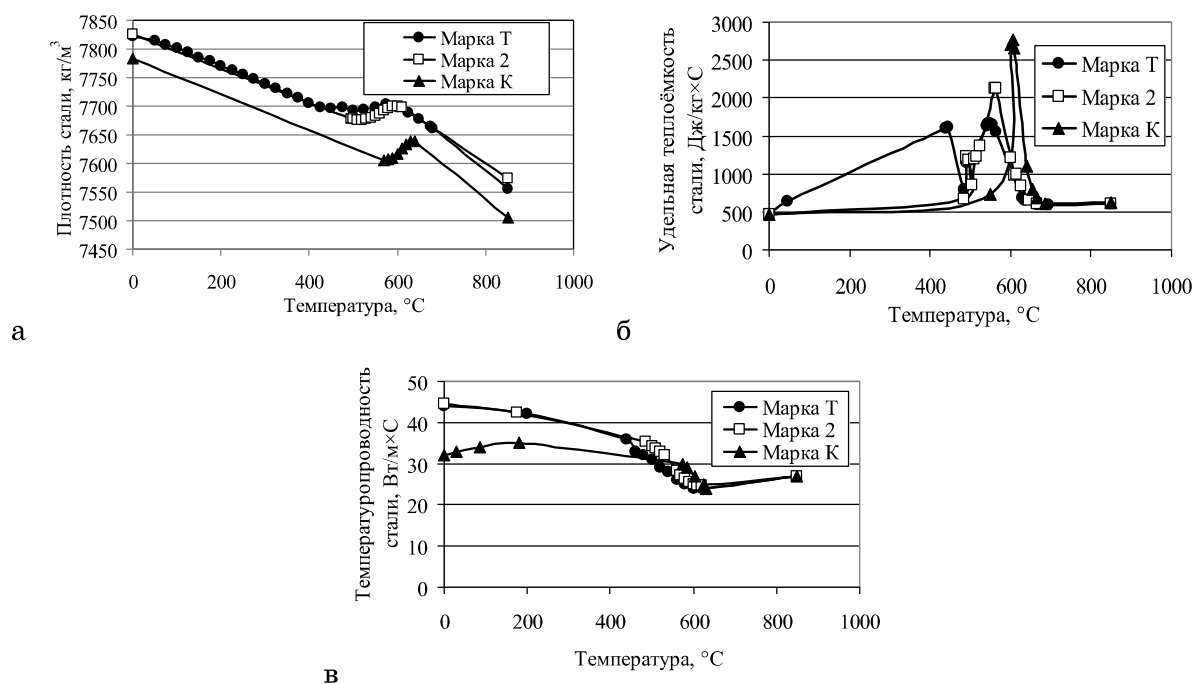 Плотность стали, кг/м³
7850
7800
7750
7700
7650
7600
7550
7500
7450
0 200 400 600 800 1000
Температура, °С
Марка Т
Марка 2
Марка К
а
Удельная теплоёмкость
стали, Дж/кг×С
3000
2500
2000
1500
1000
500
0
0 200 400 600 800 1000
Температура, °С
Марка Т
Марка 2
Марка К
б
Температуропроводность
стали, Вт/м×С
50
40
30
20
10
0
0 200 400 600 800 1000
Температура, °С
Марка Т
Марка 2
Марка К
в